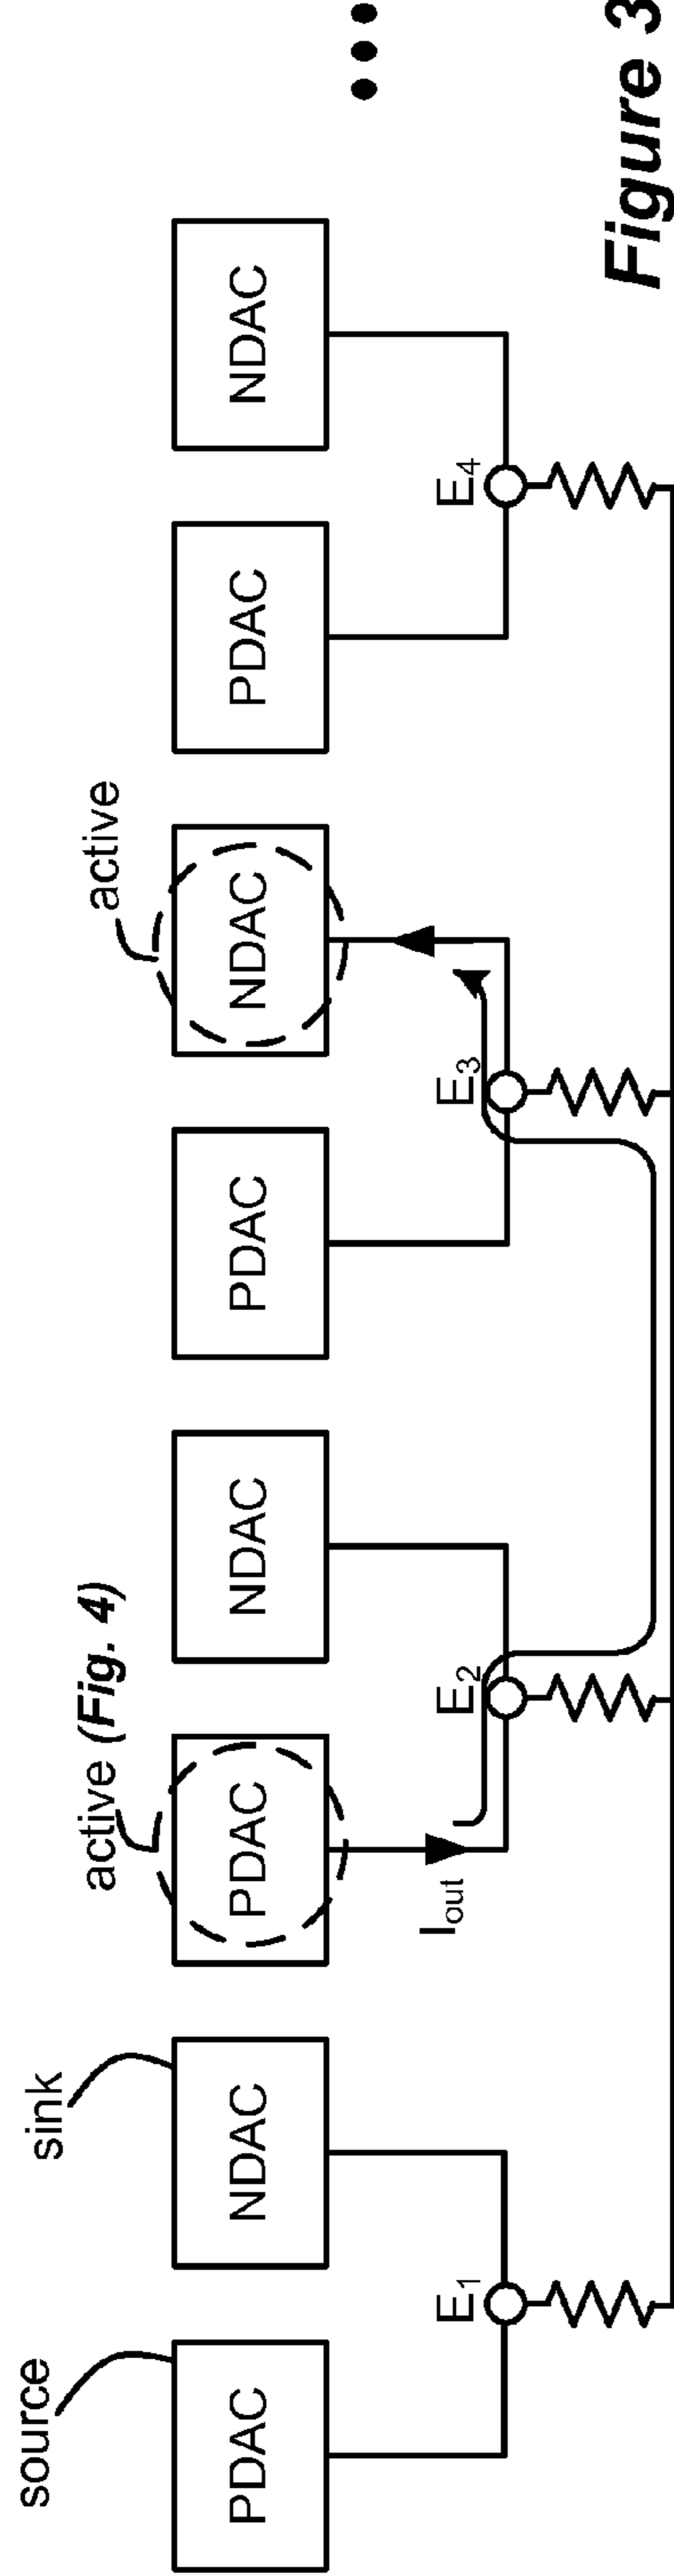 source
sink
active (Fig. 4)
active
PDAC
NDAC
PDAC
NDAC
PDAC
NDAC
PDAC
NDAC
Iout
E1
E2
E3
E4
Figure 3